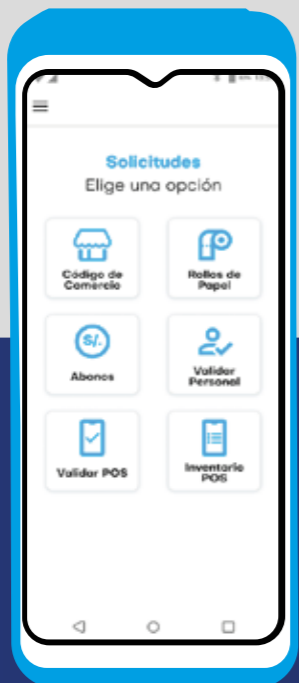 Solicitudes
Elige una opción
Código de
Comercio
Rollos de
Papel
S/.
Abonos
Validar
Personal
Validar POS
Inventario
POS